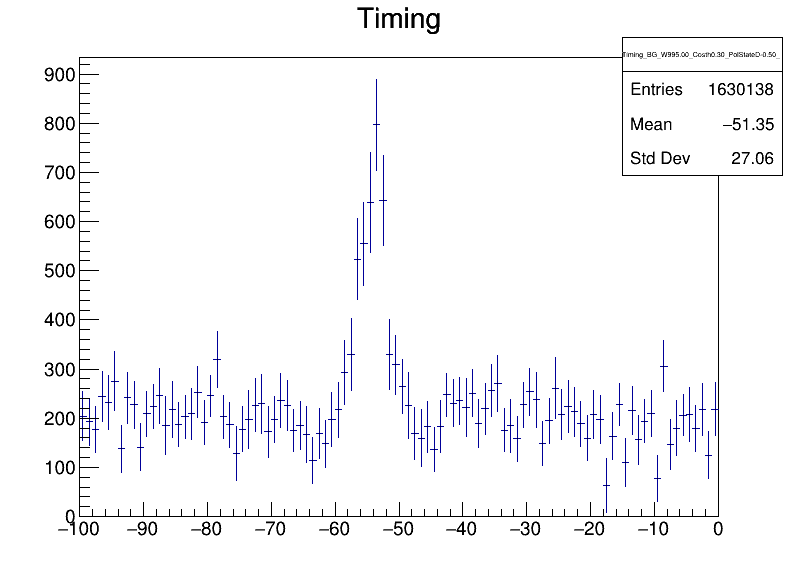 Timing
Timing_BG_W995.00_Costh0.30_PolStateD-0.50_
Entries 1630138
Mean −51.35
Std Dev 27.06
900
800
700
600
500
400
300
200
100
0
−100 −90 −80 −70 −60 −50 −40 −30 −20 −10 0